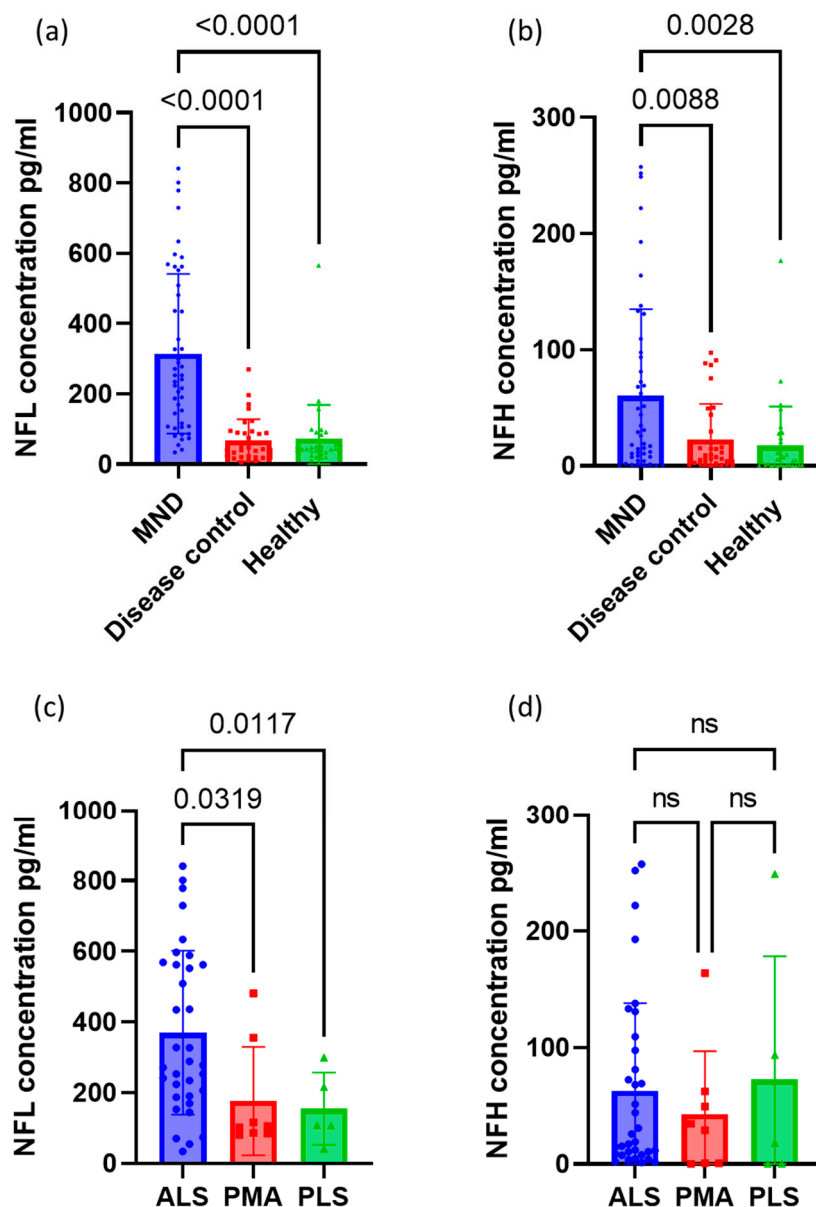 (a)
<0.0001
<0.0001
NFL concentration pg/ml
1000
800
600
400
200
0
MND
Disease control
Healthy
(b)
0.0028
0.0088
NFH concentration pg/ml
300
200
100
0
MND
Disease control
Healthy
(c)
0.0117
0.0319
NFL concentration pg/ml
1000
800
600
400
200
0
ALS PMA PLS
(d)
ns
ns ns
NFH concentration pg/ml
300
200
100
0
ALS PMA PLS